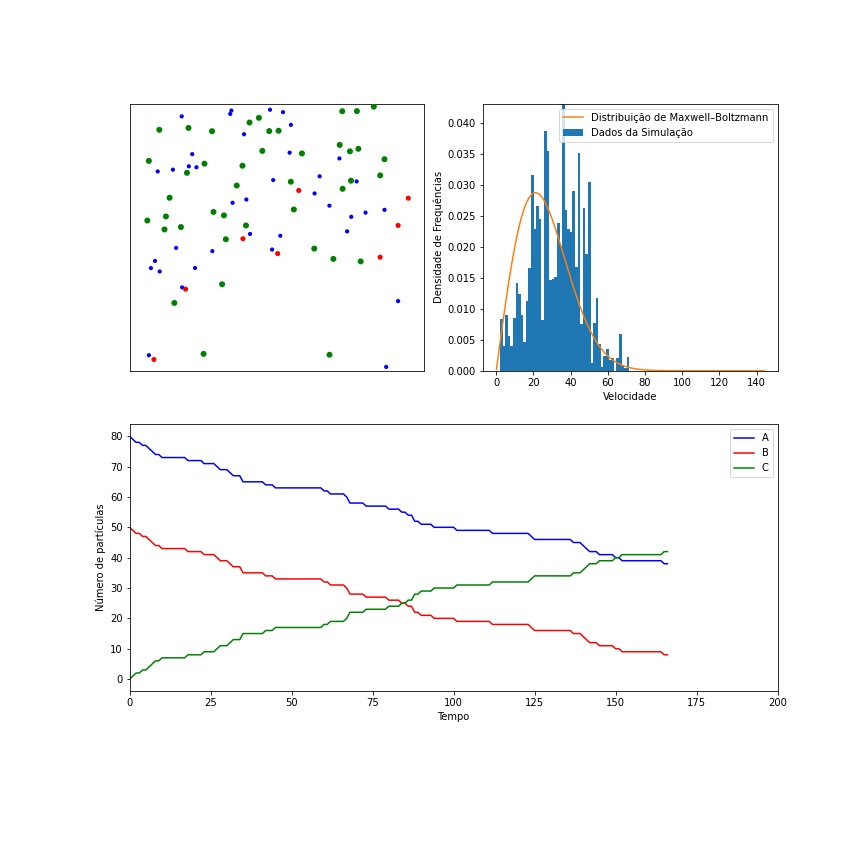 Densidade de Frequências
0.040
0.035
0.030
0.025
0.020
0.015
0.010
0.005
0.000
Distribuição de Maxwell–Boltzmann
Dados da Simulação
0 20 40 60 80 100 120 140
Velocidade
Número de partículas
80
70
60
50
40
30
20
10
0
A
B
C
0 25 50 75 100 125 150 175 200
Tempo